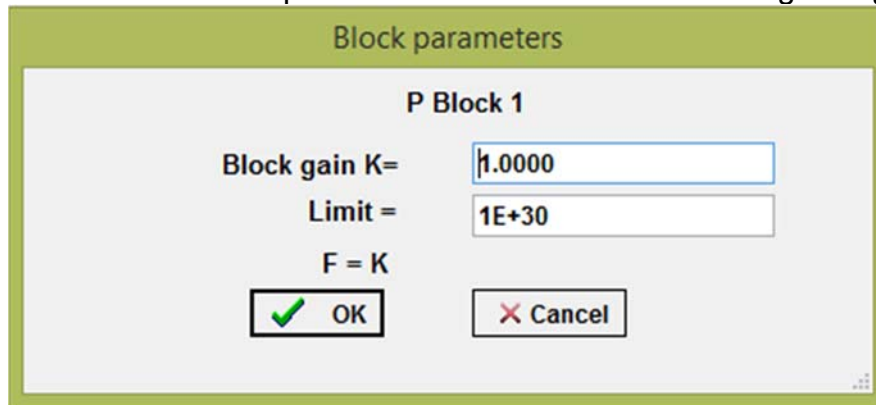 Block parameters
P Block 1
Block gain K= 1.0000
Limit = 1E+30
F = K
OK Cancel